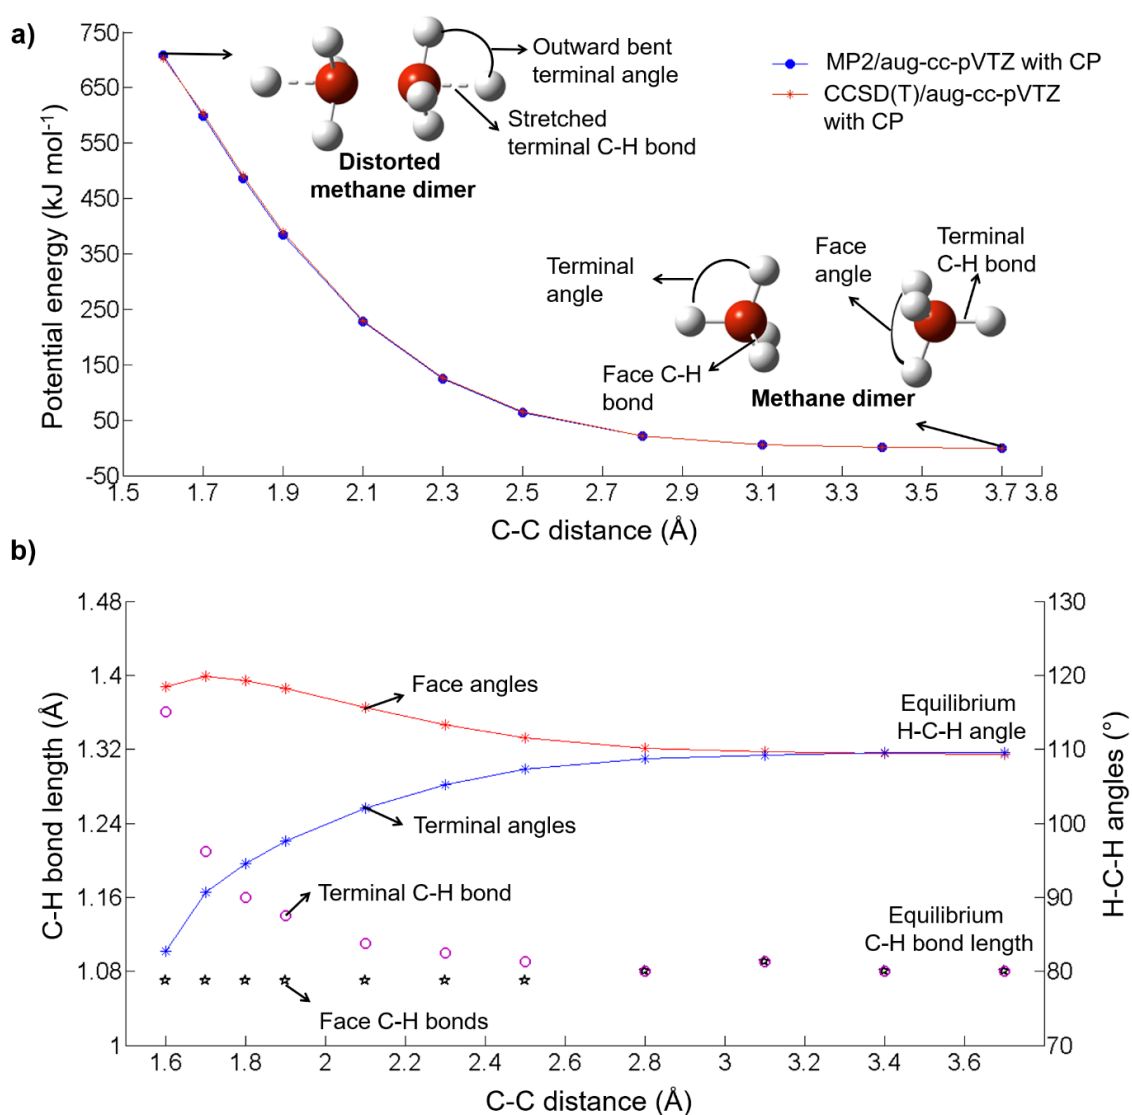 a)
Potential energy (kJ mol⁻¹)
750
650
550
450
350
250
150
50
-50
Outward bent
terminal angle
Stretched
terminal C-H bond
Distorted
methane dimer
MP2/aug-cc-pVTZ with CP
CCSD(T)/aug-cc-pVTZ
with CP
Terminal
angle
Face C-H
bond
Face
angle
Terminal
C-H bond
Methane dimer
1.5 1.7 1.9 2.1 2.3 2.5 2.7 2.9 3.1 3.3 3.5 3.7 3.8
C-C distance (Å)
b)
C-H bond length (Å)
1.48
1.4
1.32
1.24
1.16
1.08
1
Face angles
Terminal angles
Terminal C-H bond
Face C-H bonds
Equilibrium
H-C-H angle
Equilibrium
C-H bond length
130
120
110
100
90
80
70
H-C-H angles (°)
1.6 1.8 2 2.2 2.4 2.6 2.8 3 3.2 3.4 3.6
C-C distance (Å)